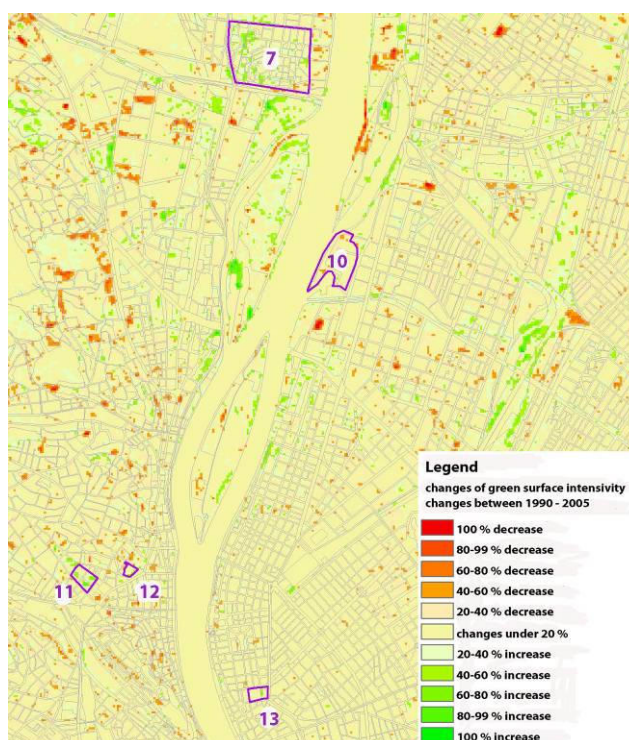 7
10
11
12
13
Legend
changes of green surface intensivity
changes between 1990 - 2005
100 % decrease
80-99 % decrease
60-80 % decrease
40-60 % decrease
20-40 % decrease
changes under 20 %
20-40 % increase
40-60 % increase
60-80 % increase
80-99 % increase
100 % increase